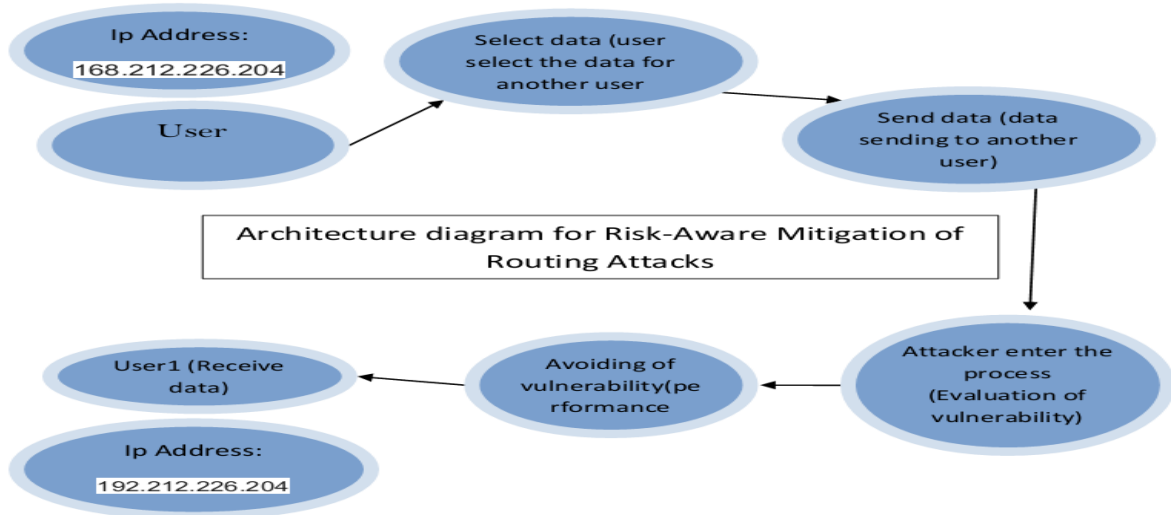 Ip Address:
168.212.226.204
User
Select data (user
select the data for
another user
Send data (data
sending to another
user)
Architecture diagram for Risk-Aware Mitigation of
Routing Attacks
Attacker enter the
process
(Evaluation of
vulnerability)
Avoiding of
vulnerability(pe
rformance
User1 (Receive
data)
Ip Address:
192.212.226.204